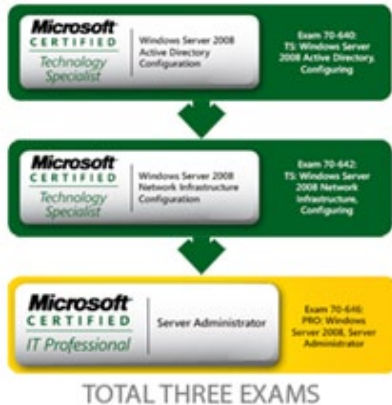 Microsoft
CERTIFIED
Technology
Specialist
Windows Server 2008
Active Directory
Configuration
Exam 70-640:
TS: Windows Server
2008 Active Directory,
Configuring
Microsoft
CERTIFIED
Technology
Specialist
Windows Server 2008
Network Infrastructure
Configuration
Exam 70-642:
TS: Windows Server
2008 Network
Infrastructure,
Configuring
Microsoft
CERTIFIED
IT Professional
Server Administrator
Exam 70-646:
PRO: Windows
Server 2008, Server
Administrator
TOTAL THREE EXAMS